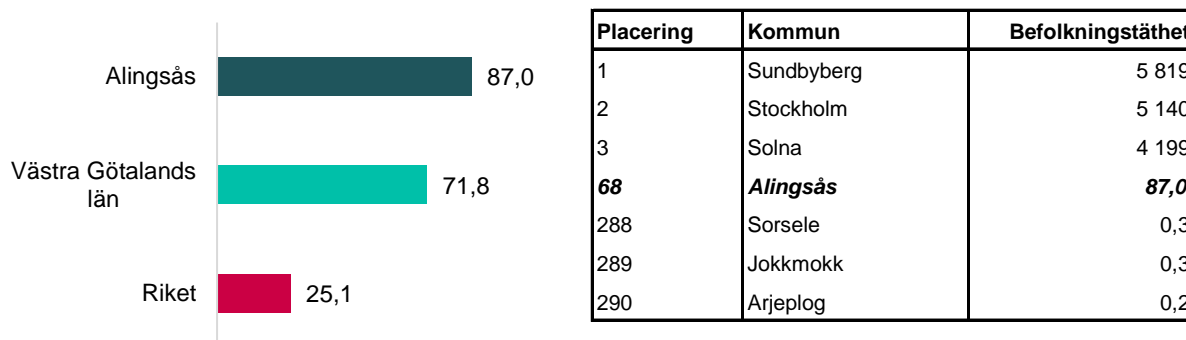 Alingsås 87,0
Västra Götalands
län
71,8
Riket 25,1
Placering Kommun Befolkningstäthet
1 Sundbyberg 5 819
2 Stockholm 5 140
3 Solna 4 199
68 Alingsås 87,0
288 Sorsele 0,3
289 Jokkmokk 0,3
290 Arjeplog 0,2